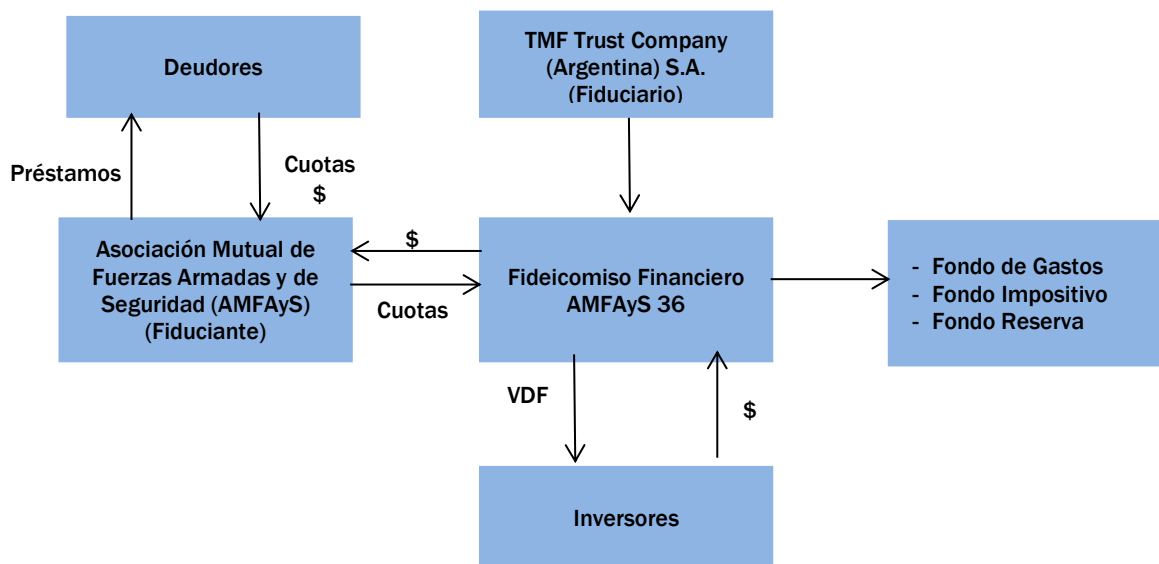 Deudores
TMF Trust Company
(Argentina) S.A.
(Fiduciario)
Préstamos
Cuotas
$
Asociación Mutual de
Fuerzas Armadas y de
Seguridad (AMFAyS)
(Fiduciante)
$
Cuotas
Fideicomiso Financiero
AMFAyS 36
- Fondo de Gastos
- Fondo Impositivo
- Fondo Reserva
VDF
$
Inversores